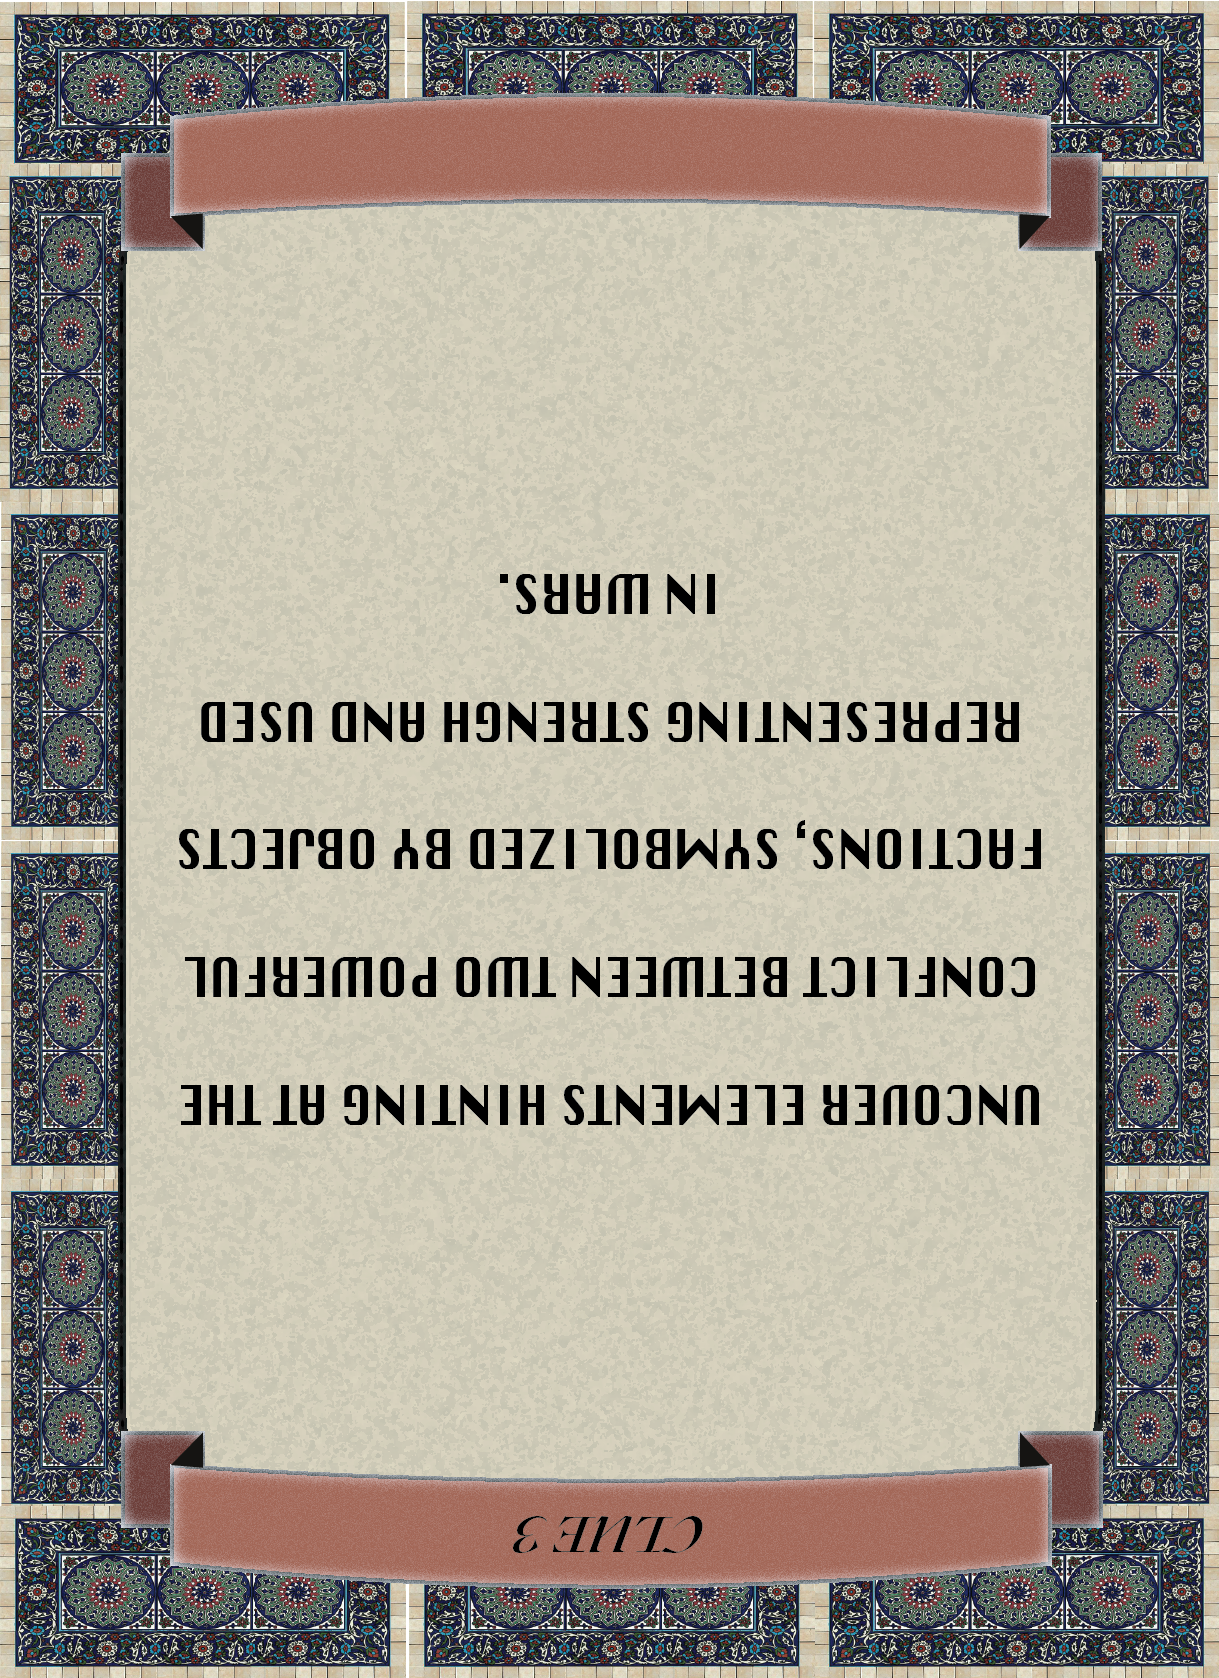 CLUE 3
UNCOVER ELEMENTS HINTING AT THE
CONFLICT BETWEEN TWO POWERFUL
FACTIONS, SYMBOLIZED BY OBJECTS
REPRESENTING STRENGH AND USED
IN WARS.